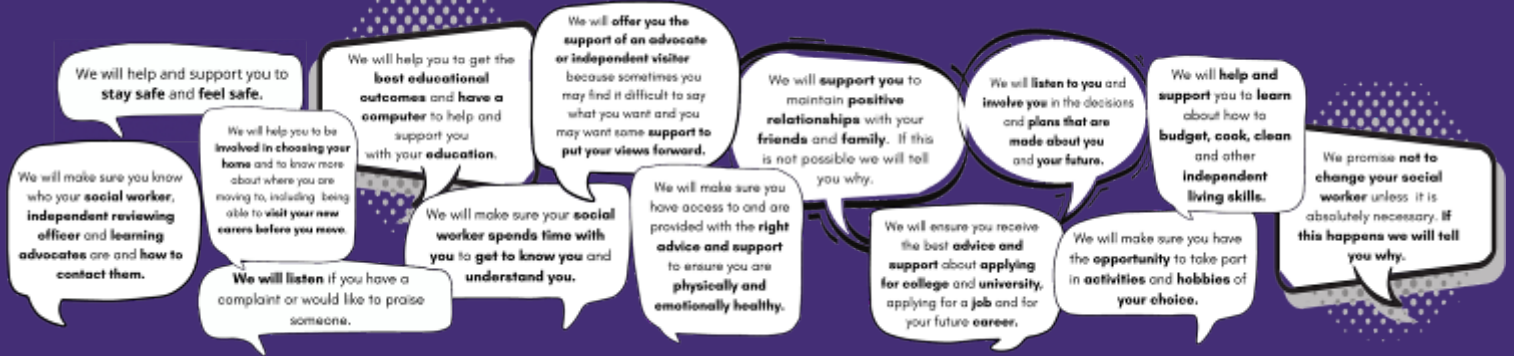 We will help and support you to
stay safe and feel safe.
We will make sure you know
who your social worker,
independent reviewing
officer and learning
advocates are and how to
contact them.
We will help you to be
involved in choosing your
home and to know more
about where you are
moving to, including being
able to visit your new
carers before you move.
We will listen if you have a
complaint or would like to praise
someone.
We will help you to get the
best educational
outcomes and have a
computer to help and
support you
with your education.
We will make sure your social
worker spends time with
you to get to know you and
understand you.
We will offer you the
support of an advocate
or independent visitor
because sometimes you
may find it difficult to say
what you want and you
may want some support to
put your views forward.
We will make sure you
have access to and are
provided with the right
advice and support
to ensure you are
physically and
emotionally healthy.
We will support you to
maintain positive
relationships with your
friends and family. If this
is not possible we will tell
you why.
We will ensure you receive
the best advice and
support about applying
for college and university,
applying for a job and for
your future career.
We will listen to you and
involve you in the decisions
and plans that are
made about you
and your future.
We will make sure you have
the opportunity to take part
in activities and hobbies of
your choice.
We will help and
support you to learn
about how to
budget, cook, clean
and other
independent
living skills.
We promise not to
change your social
worker unless it is
absolutely necessary. If
this happens we will tell
you why.